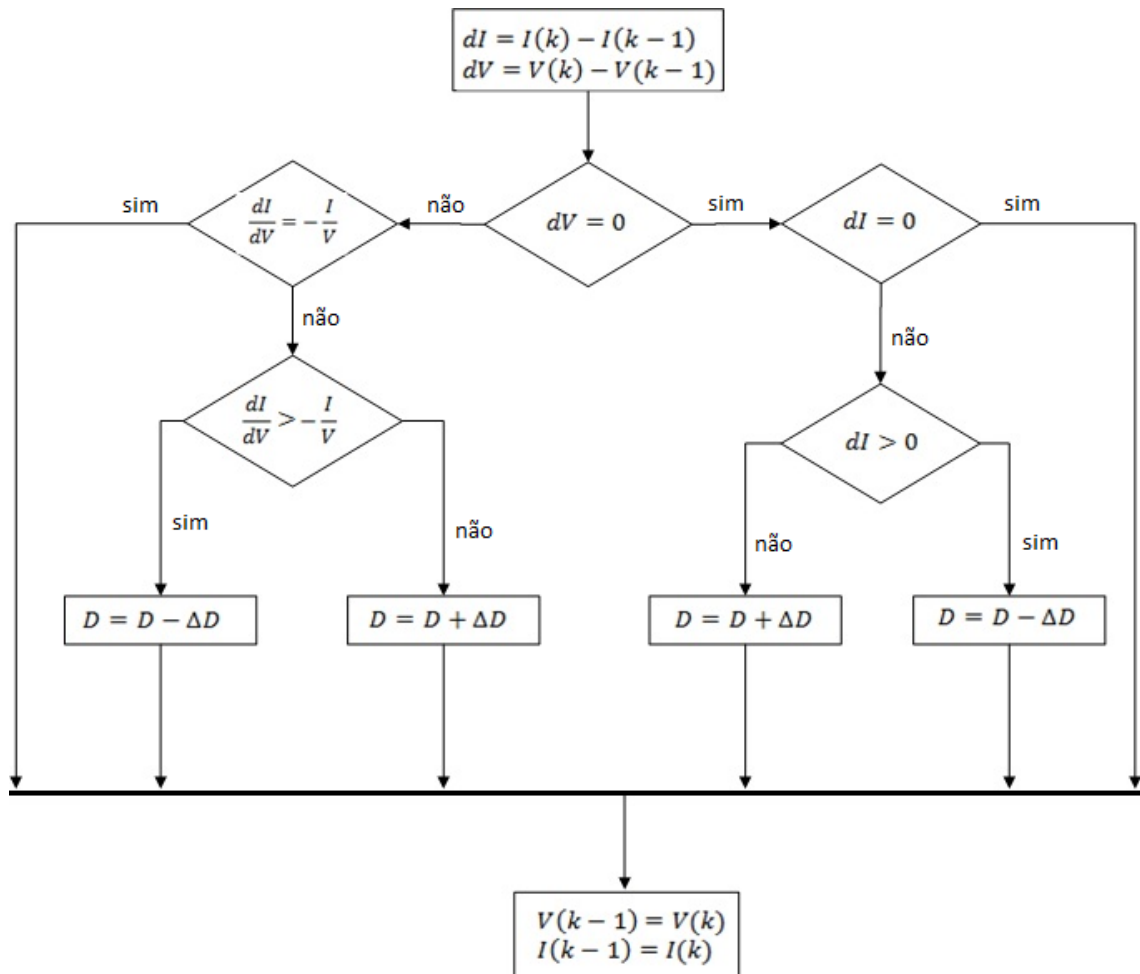 dI = I(k) − I(k − 1)
dV = V(k) − V(k − 1)
sim
dI/dV = − I/V
não
dV = 0
sim
dI = 0
sim
não
não
dI/dV > − I/V
dI > 0
sim
não
não
sim
D = D − ΔD
D = D + ΔD
D = D + ΔD
D = D − ΔD
V(k − 1) = V(k)
I(k − 1) = I(k)